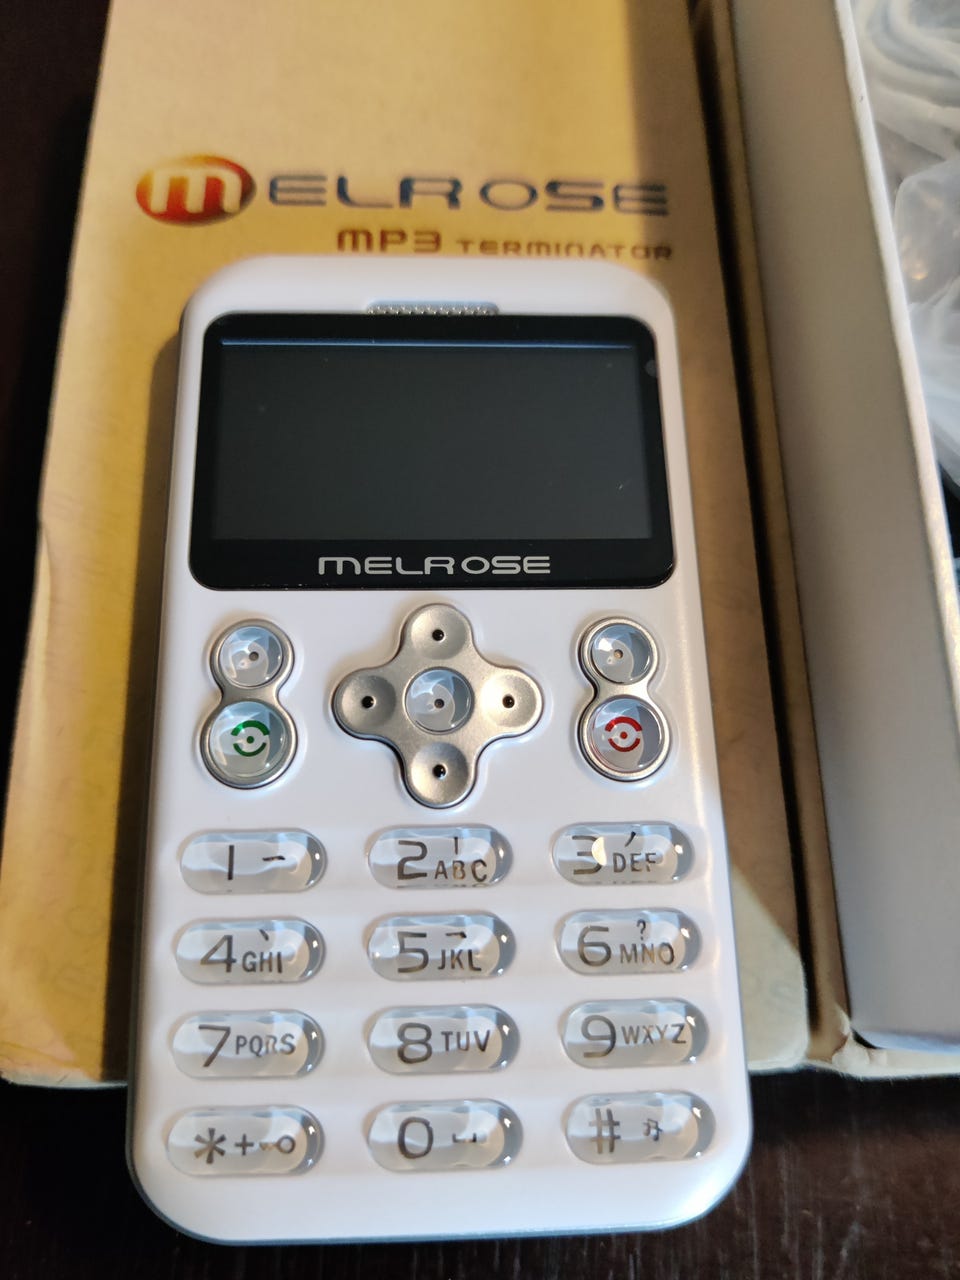 MELROSE
MP3 TERMINATOR
MELROSE
1 一 2 ABC 3 DEF
4 GHI 5 JKL 6 ? MNO
7 PQRS 8 TUV 9 WXYZ
* + 0 #